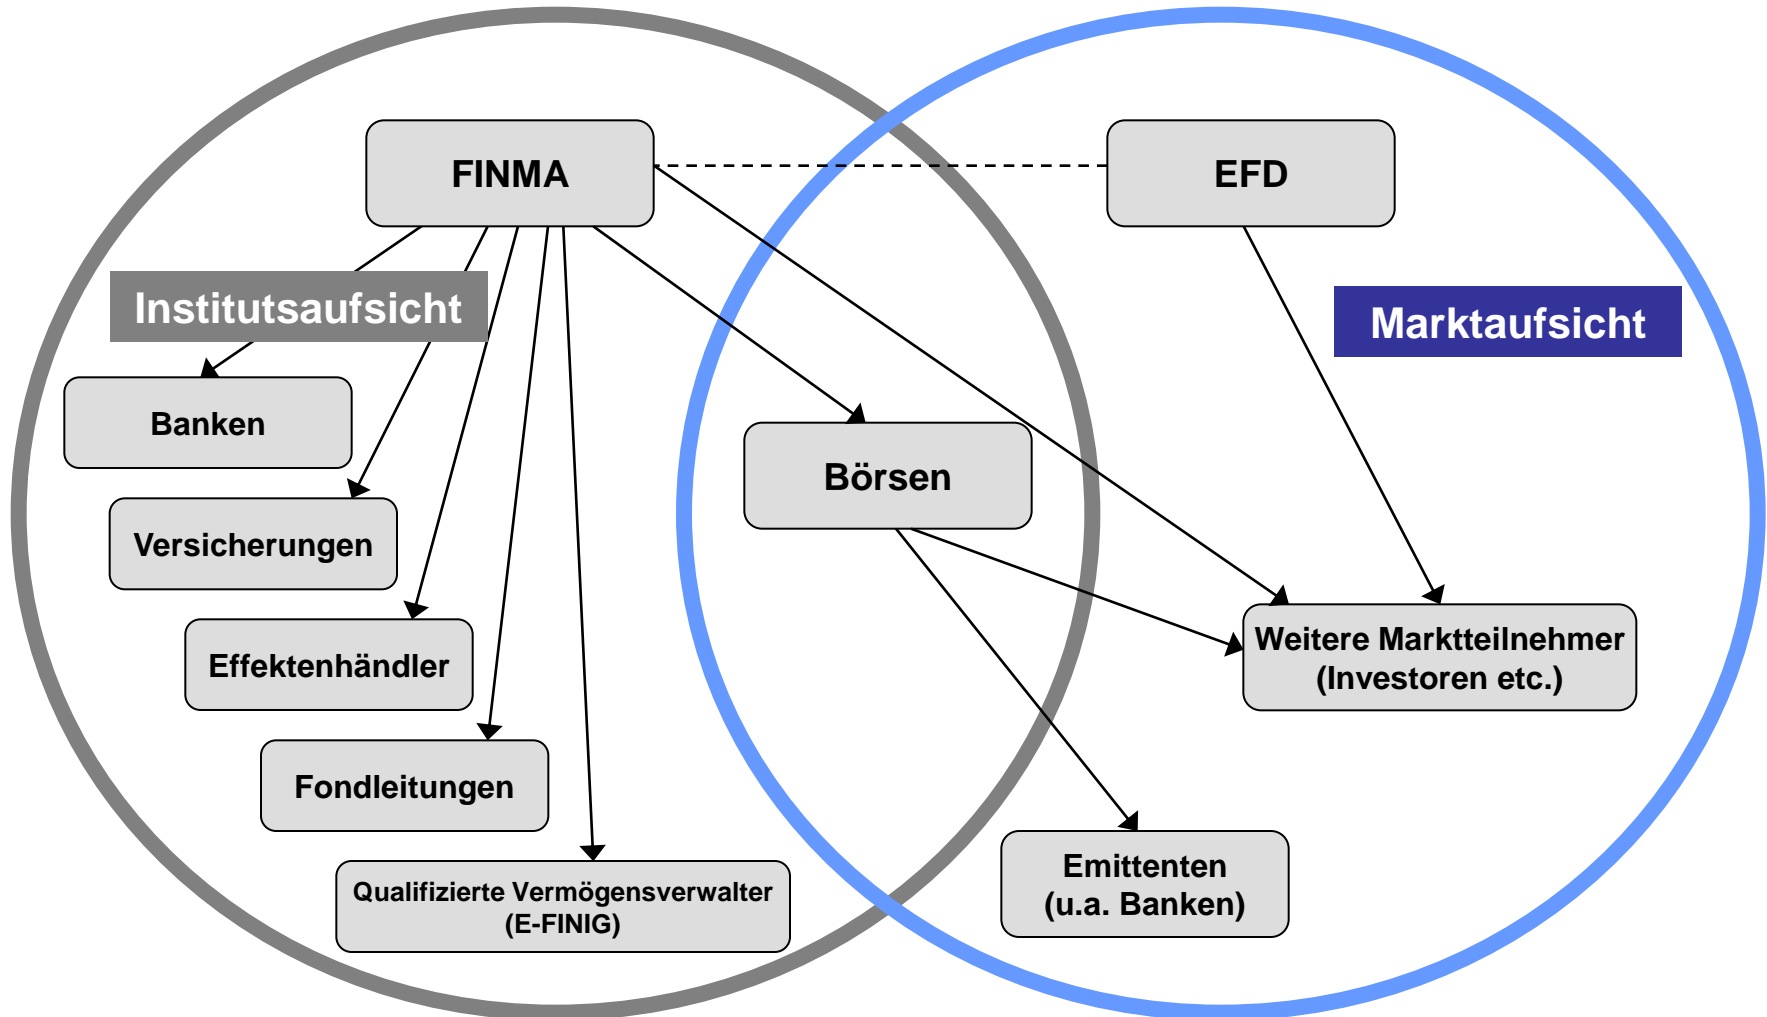 FINMA
EFD
Institutsaufsicht
Marktaufsicht
Banken
Börsen
Versicherungen
Effektenhändler
Weitere Marktteilnehmer
(Investoren etc.)
Fondleitungen
Qualifizierte Vermögensverwalter
(E-FINIG)
Emittenten
(u.a. Banken)